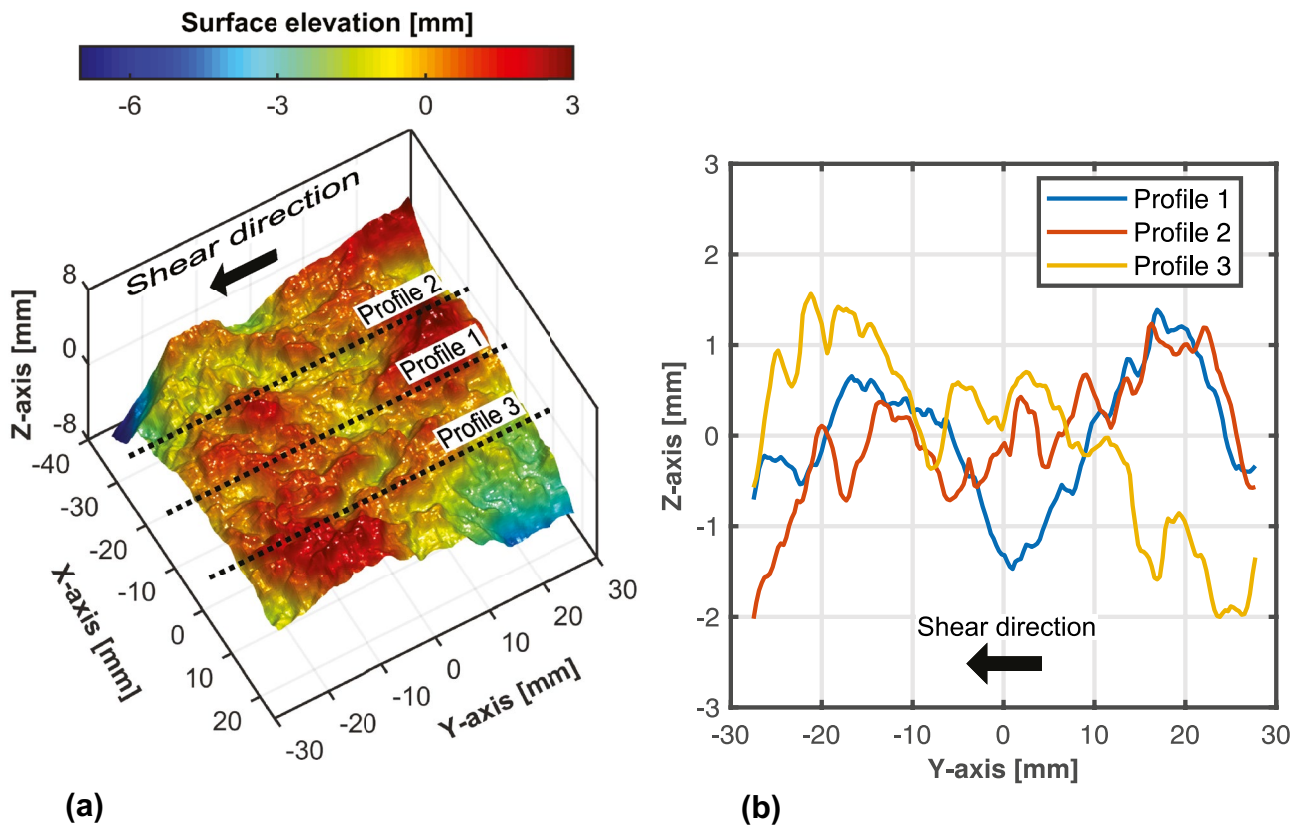 Surface elevation [mm]
-6 -3 0 3
Shear direction
Profile 2
Profile 1
Profile 3
Z-axis [mm]
8
0
-8
-40
-30
-20
-10
0
10
20
X-axis [mm]
-30
-20
-10
0
10
20
30
Y-axis [mm]
(a)
3
2
1
0
-1
-2
-3
Z-axis [mm]
Profile 1
Profile 2
Profile 3
Shear direction
-30 -20 -10 0 10 20 30
Y-axis [mm]
(b)